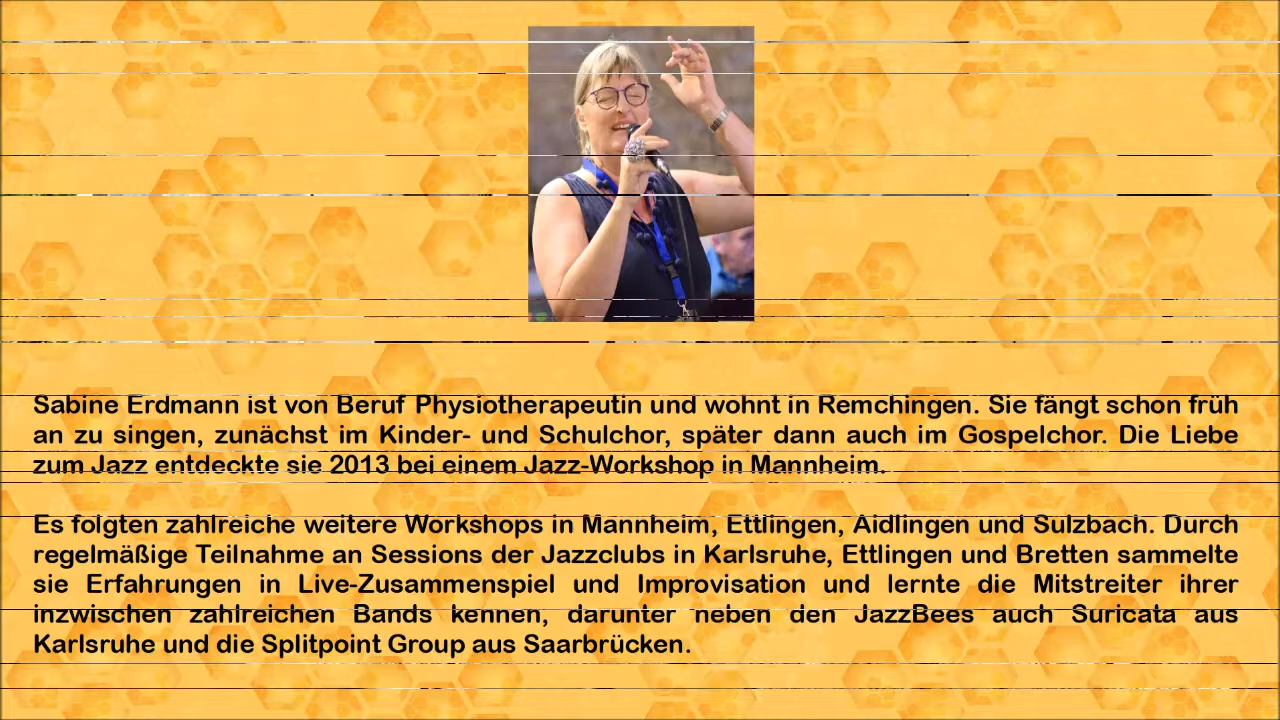 Sabine Erdmann ist von Beruf Physiotherapeutin und wohnt in Remchingen. Sie fängt schon früh
an zu singen, zunächst im Kinder- und Schulchor, später dann auch im Gospelchor. Die Liebe
zum Jazz entdeckte sie 2013 bei einem Jazz-Workshop in Mannheim.
Es folgten zahlreiche weitere Workshops in Mannheim, Ettlingen, Aidlingen und Sulzbach. Durch
regelmäßige Teilnahme an Sessions der Jazzclubs in Karlsruhe, Ettlingen und Bretten sammelte
sie Erfahrungen in Live-Zusammenspiel und Improvisation und lernte die Mitstreiter ihrer
inzwischen zahlreichen Bands kennen, darunter neben den JazzBees auch Suricata aus
Karlsruhe und die Splitpoint Group aus Saarbrücken.